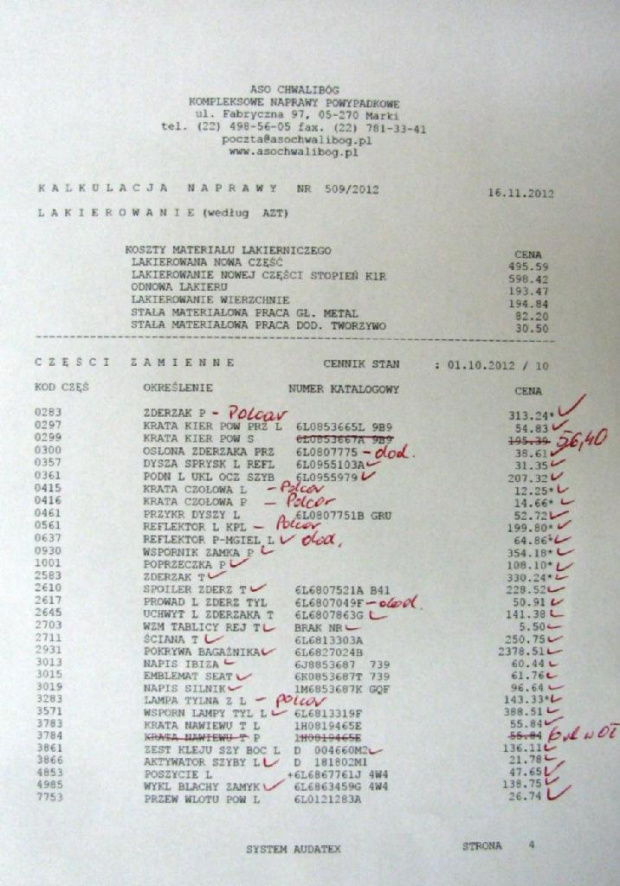 ASO CHWALIBÓG
KOMPLEKSOWE NAPRAWY POWYPADKOWE
ul. Fabryczna 97, 05-270 Marki
tel. (22) 498-56-05 fax. (22) 781-33-41
poczta@asochwalibog.pl
www.asochwalibog.pl
KALKULACJA NAPRAWY NR 509/2012 16.11.2012
LAKIEROWANIE (według AZT)
KOSZTY MATERIAŁU LAKIERNICZEGO CENA
LAKIEROWANA NOWA CZĘŚĆ 495.59
LAKIEROWANIE NOWEJ CZĘŚCI STOPIEŃ K1R 598.42
ODNOWA LAKIERU 193.47
LAKIEROWANIE WIERZCHNIE 194.84
STAŁA MATERIAŁOWA PRACA GŁ. METAL 82.20
STAŁA MATERIAŁOWA PRACA DOD. TWORZYWO 30.50
CZĘŚCI ZAMIENNE CENNIK STAN : 01.10.2012 / 10
KOD CZĘŚ OKREŚLENIE NUMER KATALOGOWY CENA
0283 ZDERZAK P - Polcar 313.24*
0297 KRATA KIER POW PRZ L 6L0853665L 9B9 54.83
0299 KRATA KIER POW S 6L0853667A 9B9 195.39 56,40
0300 OSŁONA ZDERZAKA PRZ 6L0807775 - dod. 38.61
0357 DYSZA SPRYSK L REFL 6L0955103A 31.35
0361 PODN L UKL OCZ SZYB 6L0955979 207.32
0415 KRATA CZOŁOWA L - Polcar 12.25*
0416 KRATA CZOŁOWA P - Polcar 14.66*
0461 PRZYKR DYSZY L 6L0807751B GRU 52.72
0561 REFLEKTOR L KPL - Polcar 199.80*
0637 REFLEKTOR P-MGIEL L dod. 64.86*
0930 WSPORNIK ZAMKA P 354.18*
1001 POPRZECZKA P 108.10*
2583 ZDERZAK T 330.24*
2610 SPOILER ZDERZ T 6L6807521A B41 228.52
2617 PROWAD L ZDERZ TYL 6L6807049F - dod. 50.91
2645 UCHWYT L ZDERZAKA T 6L6807863G 141.38
2703 WZM TABLICY REJ T BRAK NR 5.50
2711 ŚCIANA T 6L6813303A 250.75
2931 POKRYWA BAGAŻNIKA 6L6827024B 2378.51
3013 NAPIS IBIZA 6J8853687 739 60.44
3015 EMBLEMAT SEAT 6K0853687T 739 61.76
3019 NAPIS SILNIK 1M6853687K GQF 96.64
3283 LAMPA TYLNA Z L - Polcar 143.33*
3571 WSPORN LAMPY TYL L 6L6813319F 388.51
3783 KRATA NAWIEWU T L 1H0819465E 55.84
3784 KRATA NAWIEWU T P 1H0819465E 55.84
3861 ZEST KLEJU SZY BOC L D 004660M2 136.11
3866 AKTYWATOR SZYBY L D 181802M1 21.78
4853 POSZYCIE L +6L6867761J 4W4 47.65
4985 WYKL BLACHY ZAMYK 6L6863459G 4W4 138.75
7753 PRZEW WLOTU POW L 6L0121283A 26.74
SYSTEM AUDATEX STRONA 4